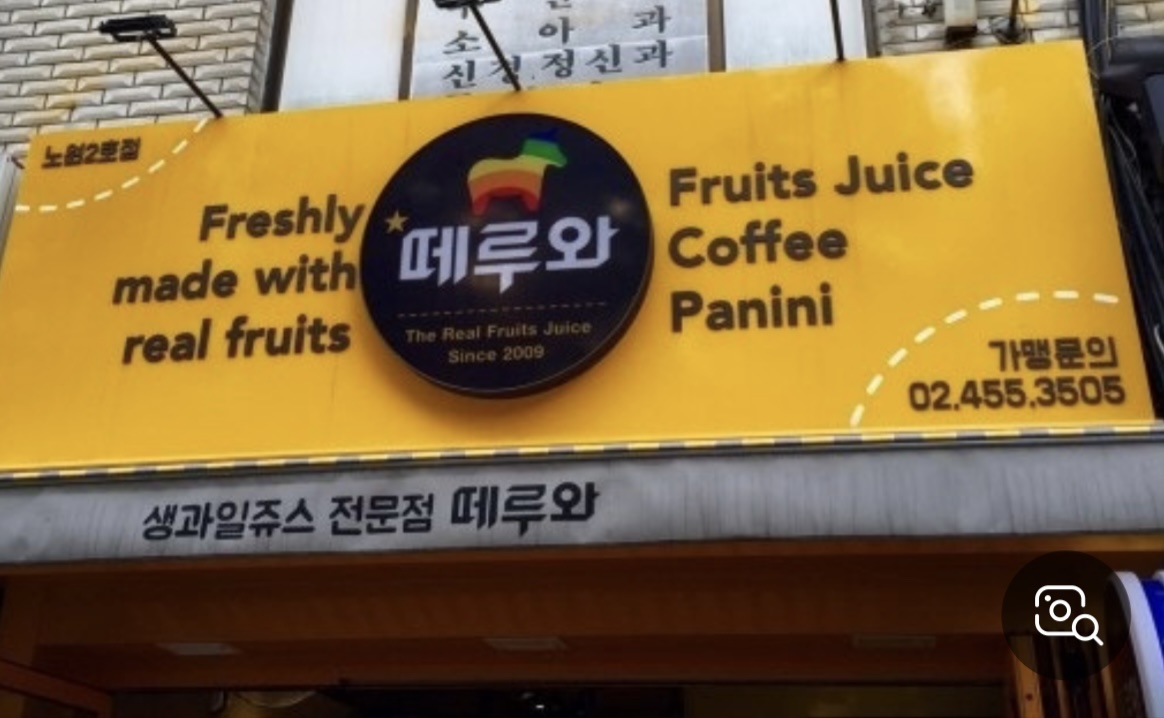 소 아 과
신 경 정 신 과
노원2호점
Freshly
made with
real fruits
떼루와
The Real Fruits Juice
Since 2009
Fruits Juice
Coffee
Panini
가맹문의
02.455.3505
생과일쥬스 전문점 떼루와